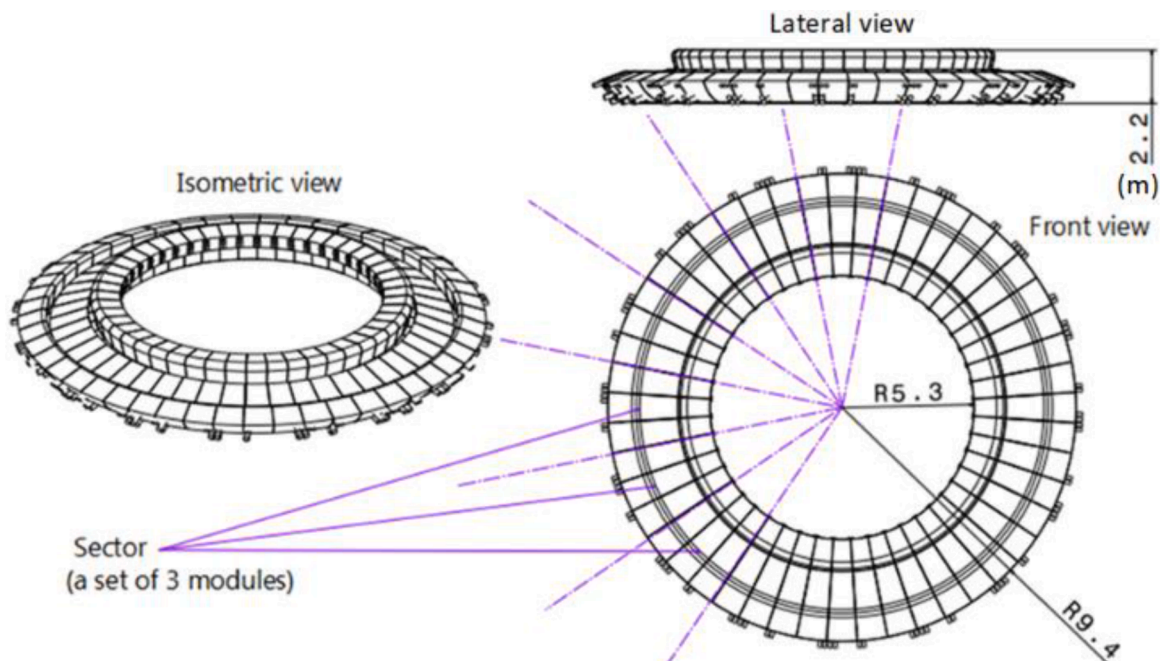 Lateral view
2.2
(m)
Isometric view
Front view
R5.3
Sector
(a set of 3 modules)
R9.4